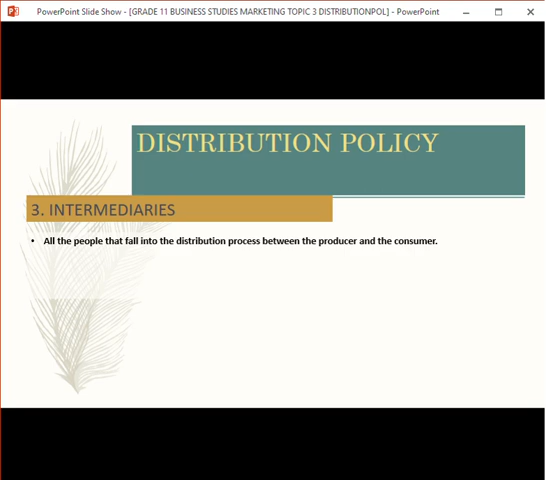 PowerPoint Slide Show - [GRADE 11 BUSINESS STUDIES MARKETING TOPIC 3 DISTRIBUTIONPOL] - PowerPoint
DISTRIBUTION POLICY
3. INTERMEDIARIES
• All the people that fall into the distribution process between the producer and the consumer.